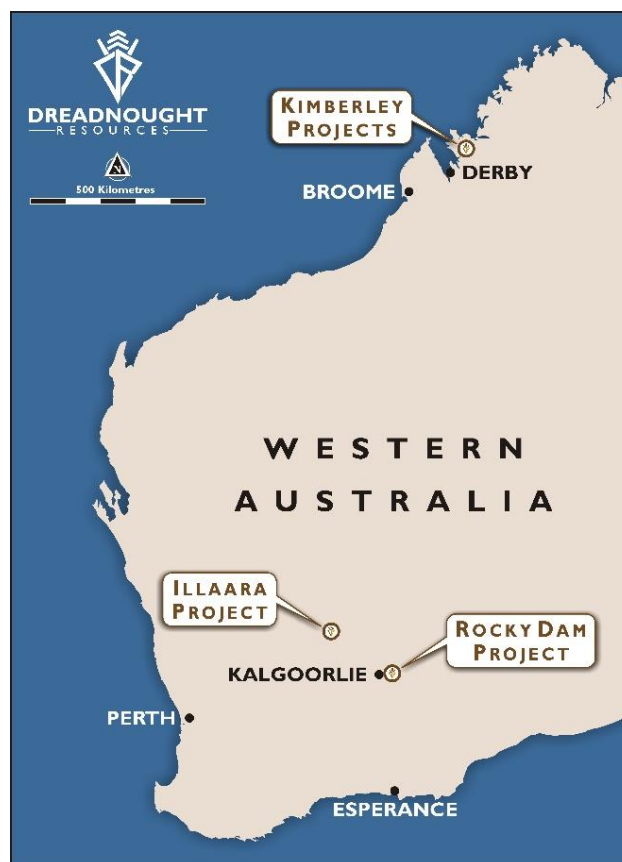 DREADNOUGHT
RESOURCES
N
500 Kilometres
KIMBERLEY
PROJECTS
DERBY
BROOME
WESTERN
AUSTRALIA
ILLAARA
PROJECT
ROCKY DAM
PROJECT
KALGOORLIE
PERTH
ESPERANCE